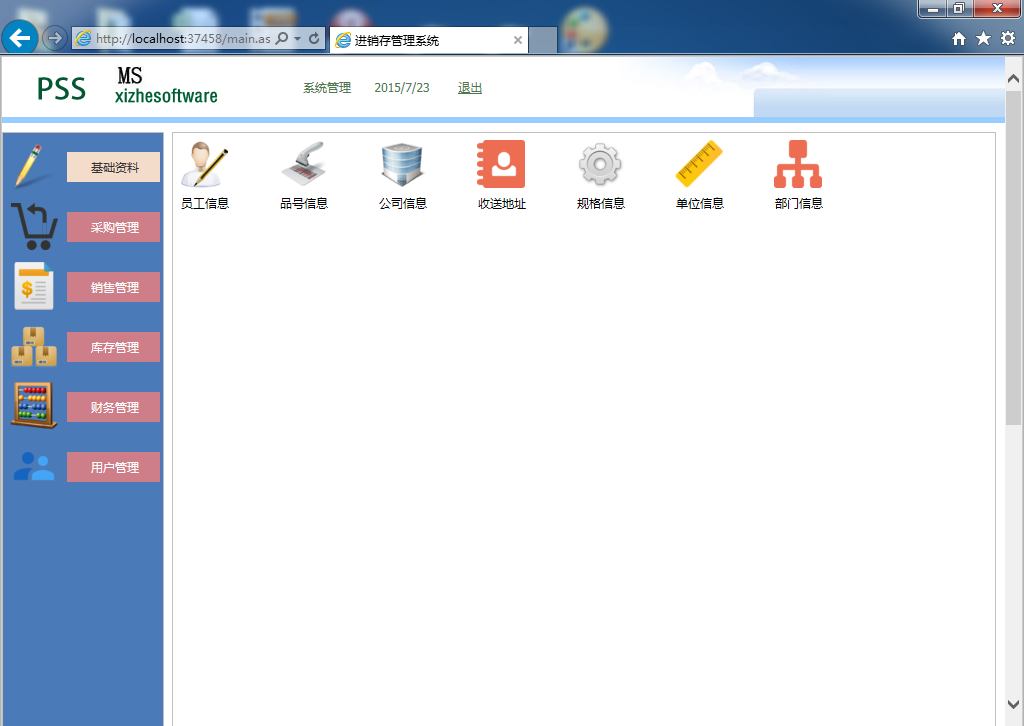 http://localhost:37458/main.as
进销存管理系统
PSS
MS
xizhesoftware
系统管理 2015/7/23 退出
基础资料
采购管理
销售管理
库存管理
财务管理
用户管理
员工信息 品号信息 公司信息 收送地址 规格信息 单位信息 部门信息